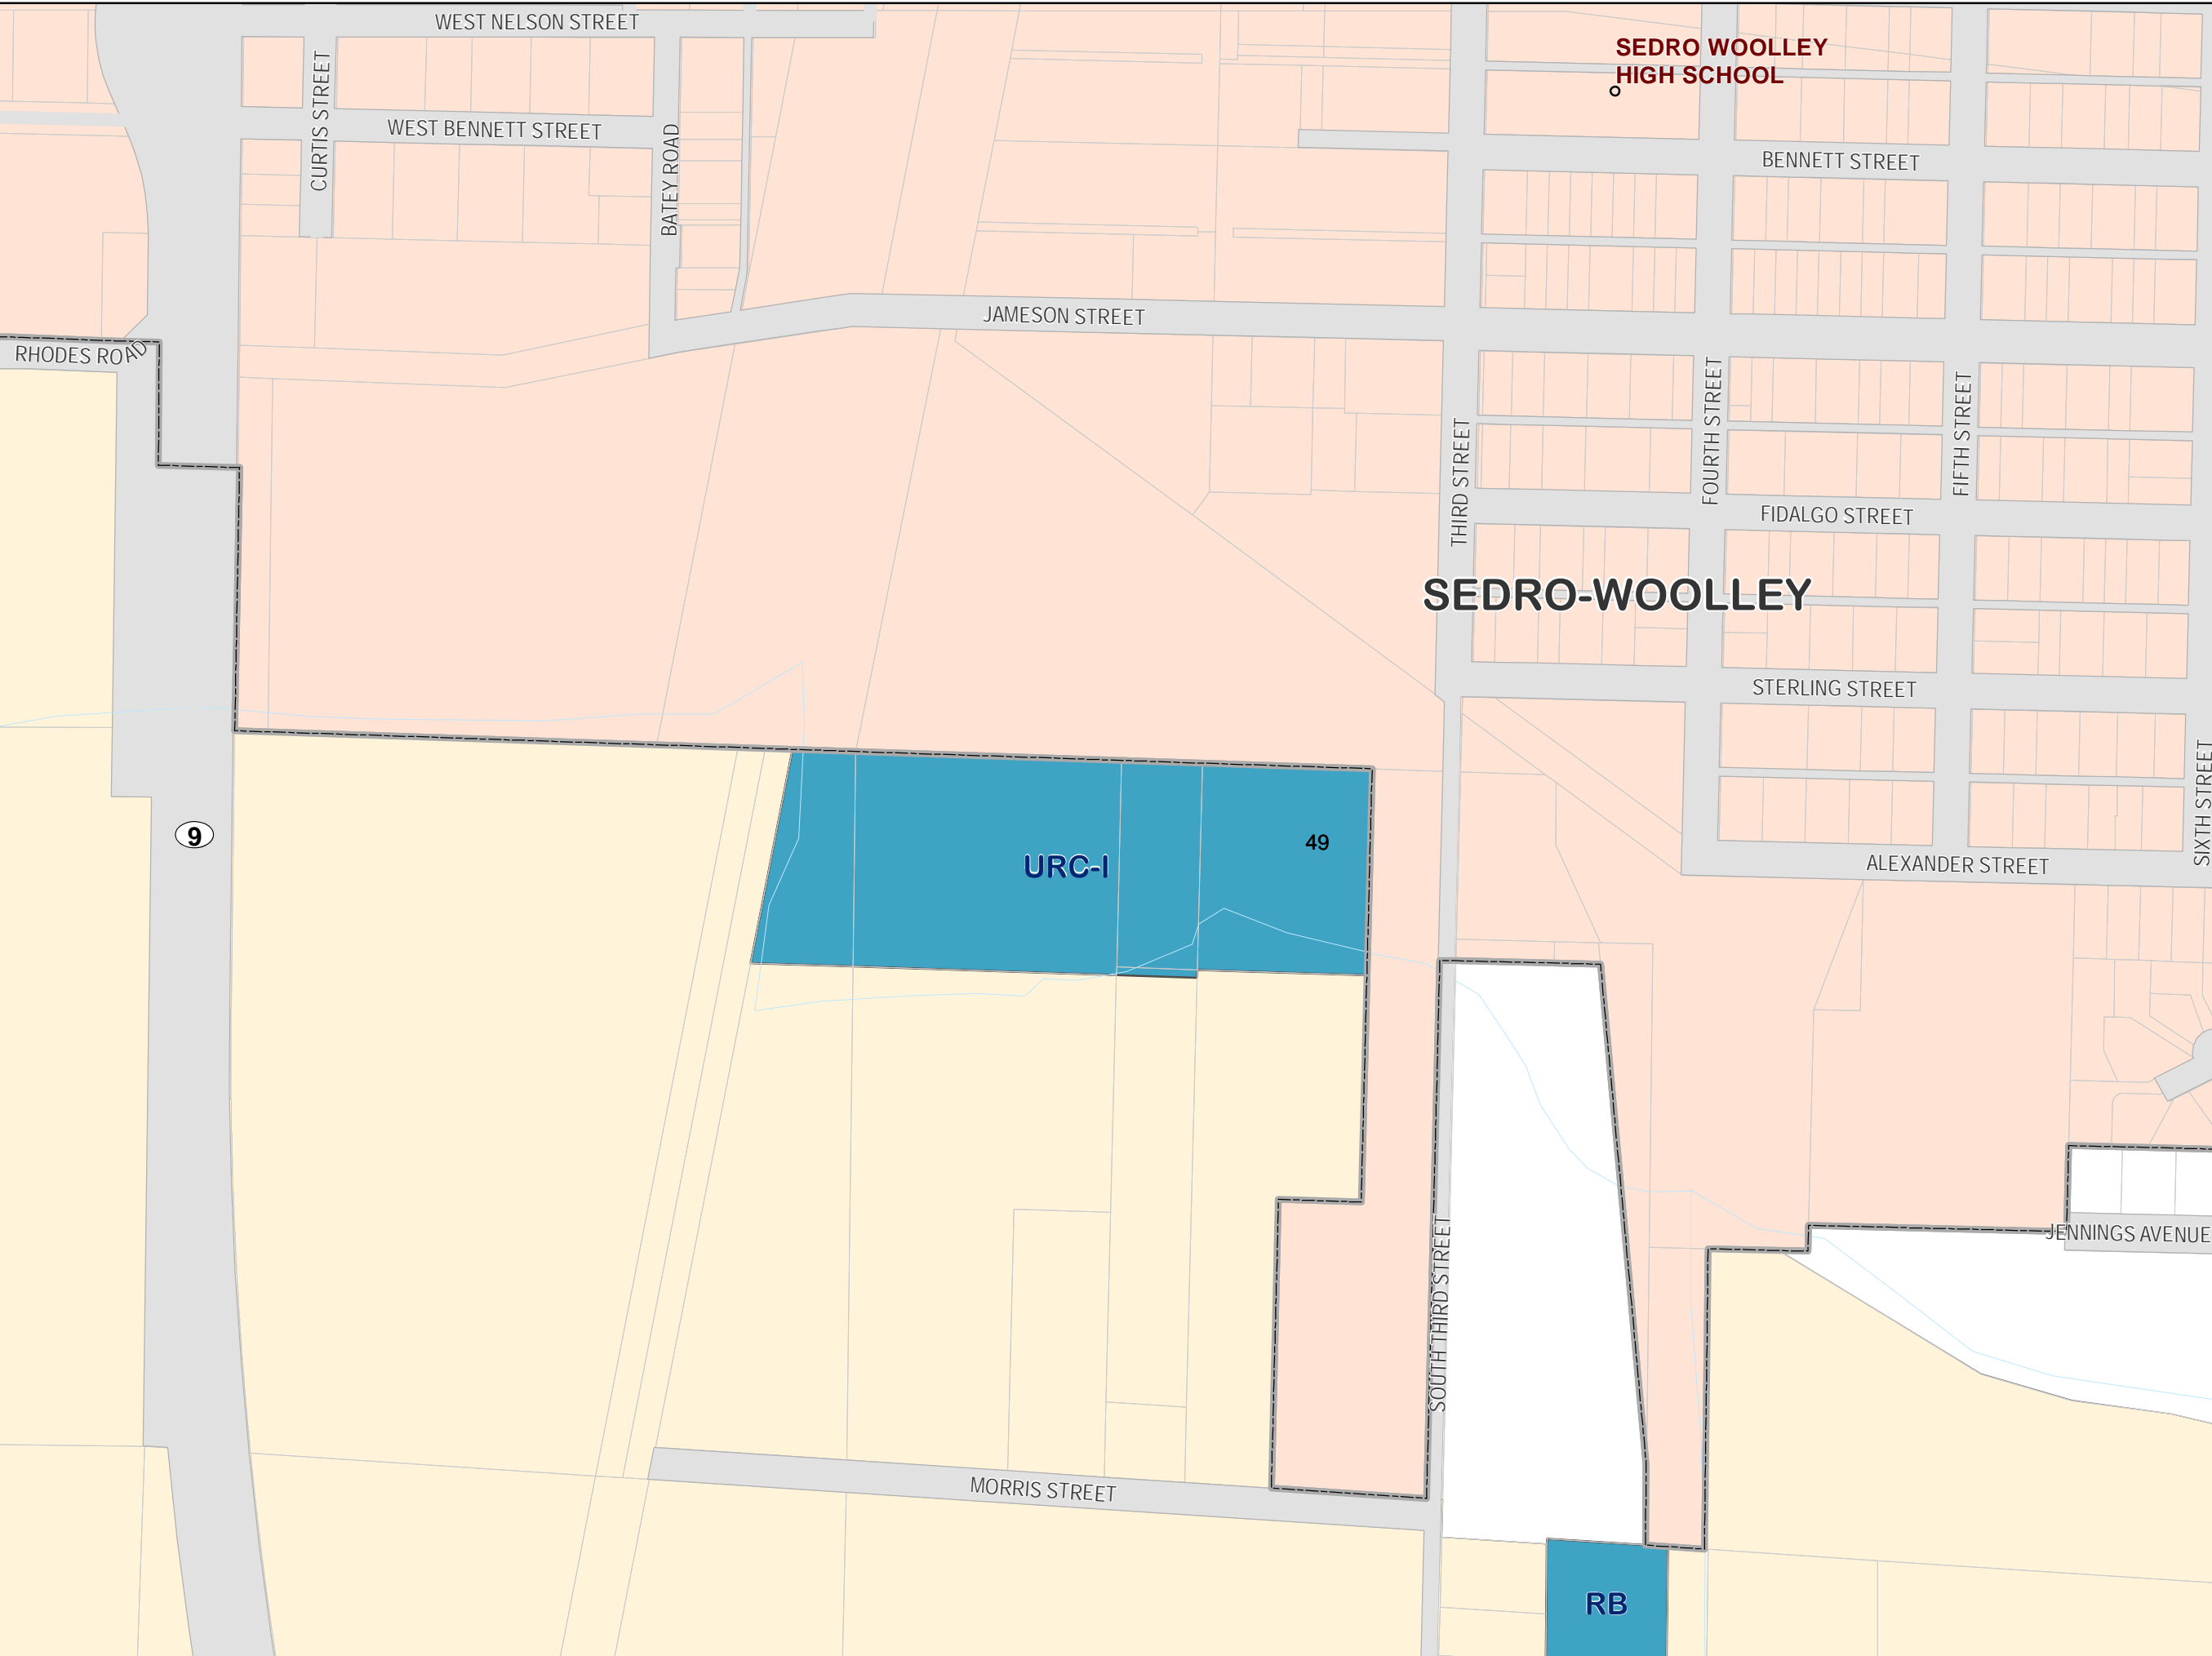 WEST NELSON STREET
SEDRO WOOLLEY
HIGH SCHOOL
CURTIS STREET
WEST BENNETT STREET
BATEY ROAD
BENNETT STREET
JAMESON STREET
RHODES ROAD
THIRD STREET
FOURTH STREET
FIFTH STREET
FIDALGO STREET
SEDRO-WOOLLEY
STERLING STREET
SIXTH STREET
9
49
URC-I
ALEXANDER STREET
JENNINGS AVENUE
SOUTH THIRD STREET
MORRIS STREET
RB